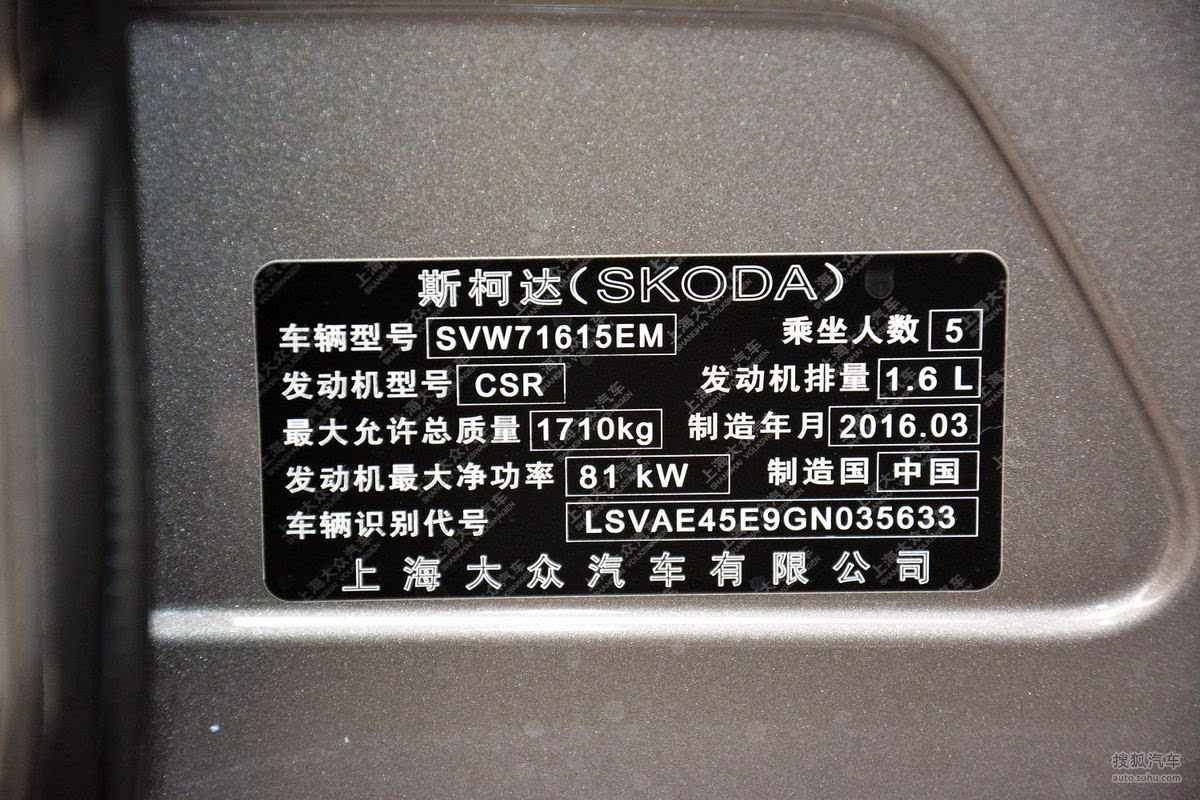 斯柯达(SKODA)
车辆型号 SVW71615EM 乘坐人数 5
发动机型号 CSR 发动机排量 1.6 L
最大允许总质量 1710kg 制造年月 2016.03
发动机最大净功率 81 kW 制造国 中国
车辆识别代号 LSVAE45E9GN035633
上海大众汽车有限公司
搜狐汽车
auto.sohu.com